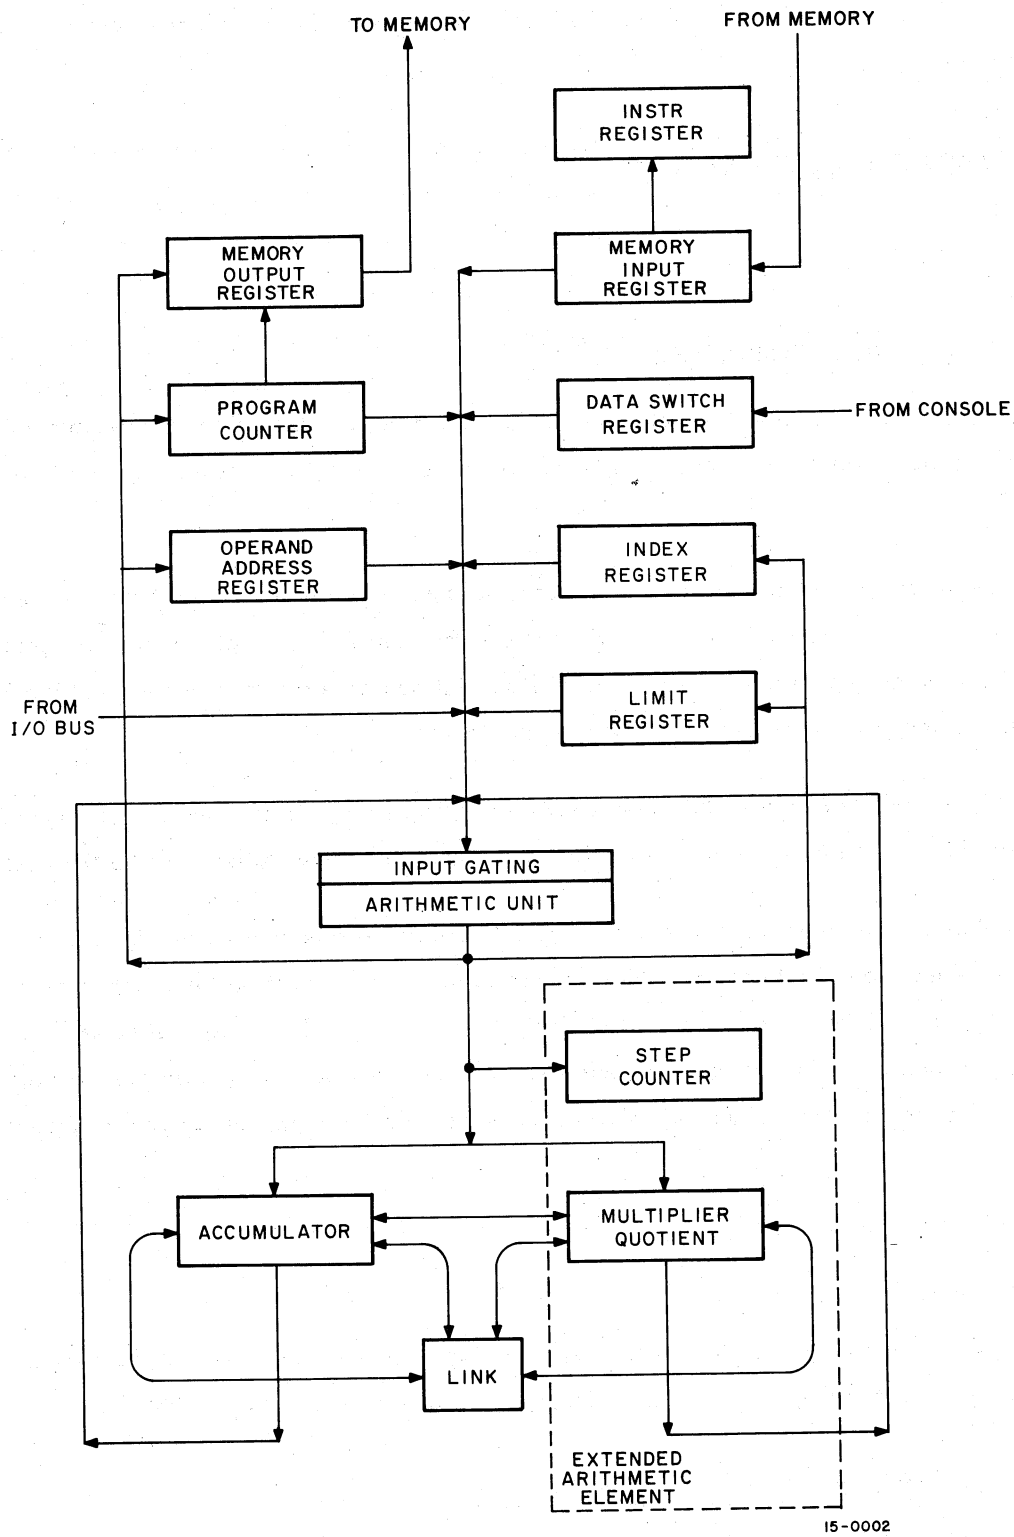 TO MEMORY
FROM MEMORY
INSTR
REGISTER
MEMORY
OUTPUT
REGISTER
MEMORY
INPUT
REGISTER
PROGRAM
COUNTER
DATA SWITCH
REGISTER
FROM CONSOLE
OPERAND
ADDRESS
REGISTER
INDEX
REGISTER
FROM
I/O BUS
LIMIT
REGISTER
INPUT GATING
ARITHMETIC UNIT
STEP
COUNTER
ACCUMULATOR
MULTIPLIER
QUOTIENT
LINK
EXTENDED
ARITHMETIC
ELEMENT
15-0002